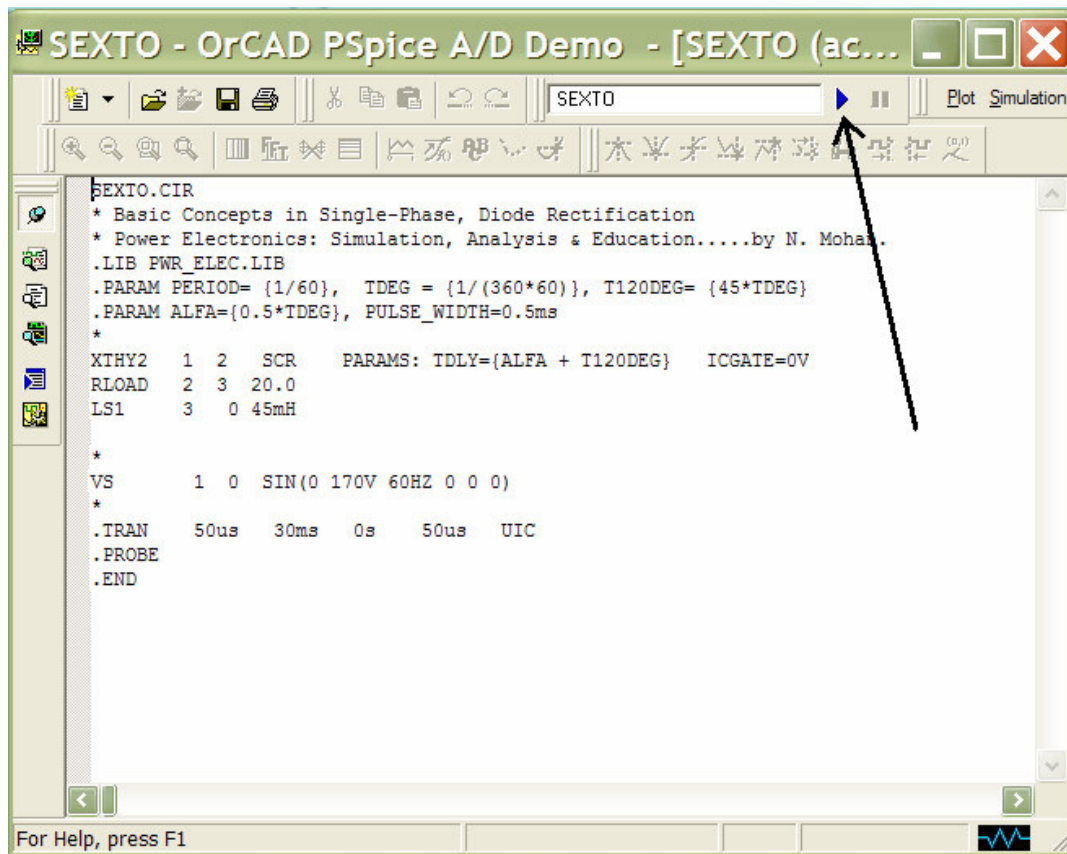 SEXTO - OrCAD PSpice A/D Demo - [SEXTO (ac...
SEXTO
Plot Simulation
SEXTO.CIR
* Basic Concepts in Single-Phase, Diode Rectification
* Power Electronics: Simulation, Analysis & Education.....by N. Mohan.
.LIB PWR_ELEC.LIB
.PARAM PERIOD= {1/60}, TDEG = {1/(360*60)}, T120DEG= {45*TDEG}
.PARAM ALFA={0.5*TDEG}, PULSE_WIDTH=0.5ms
*
XTHY2 1 2 SCR PARAMS: TDLY={ALFA + T120DEG} ICGATE=0V
RLOAD 2 3 20.0
LS1 3 0 45mH
*
VS 1 0 SIN(0 170V 60HZ 0 0 0)
*
.TRAN 50us 30ms 0s 50us UIC
.PROBE
.END
For Help, press F1